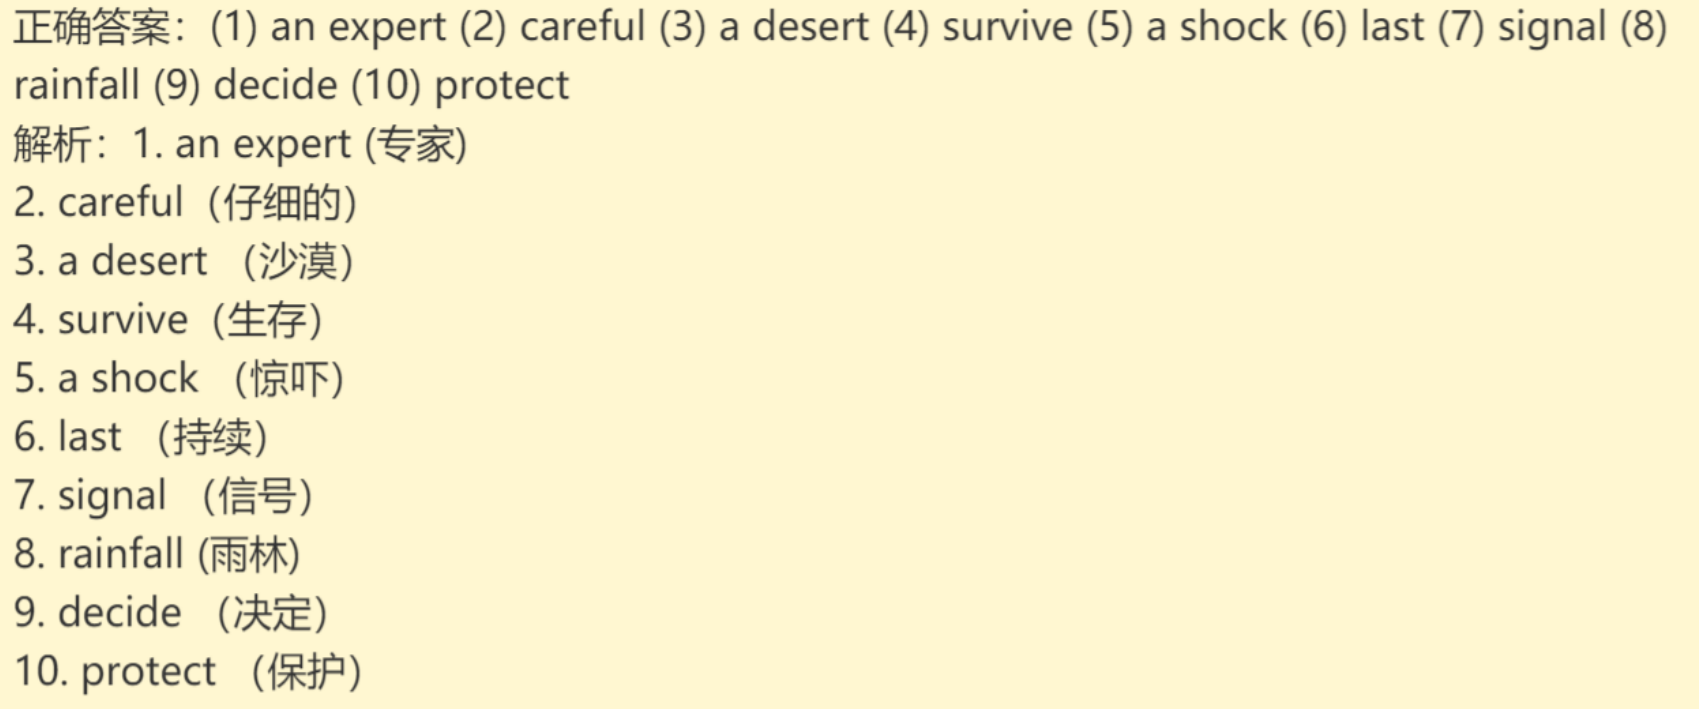 正确答案：(1) an expert (2) careful (3) a desert (4) survive (5) a shock (6) last (7) signal (8)
rainfall (9) decide (10) protect
解析：1. an expert (专家)
2. careful（仔细的）
3. a desert （沙漠）
4. survive（生存）
5. a shock （惊吓）
6. last （持续）
7. signal （信号）
8. rainfall (雨林)
9. decide （决定）
10. protect （保护）